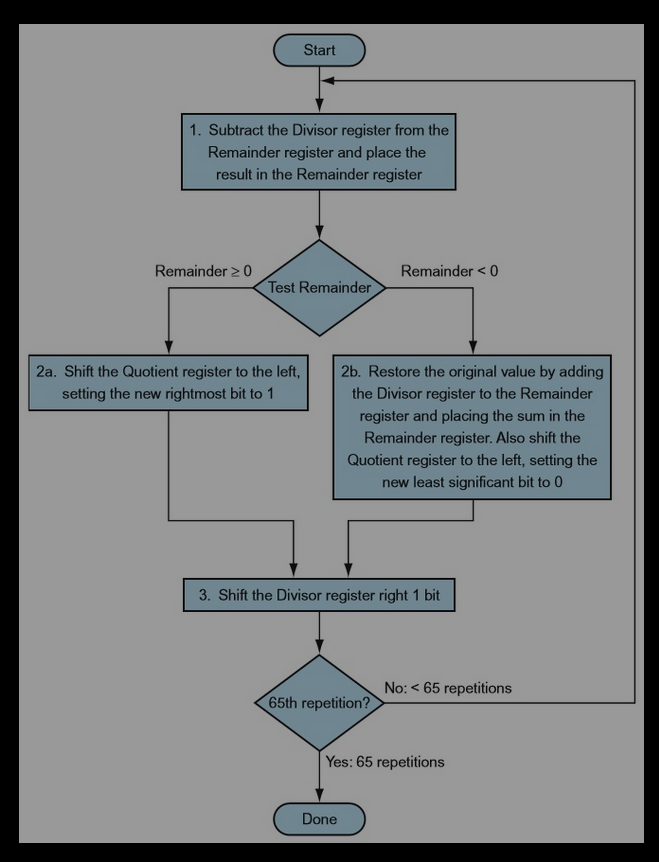 Start
1. Subtract the Divisor register from the
Remainder register and place the
result in the Remainder register
Remainder ≥ 0
Remainder < 0
Test Remainder
2a. Shift the Quotient register to the left,
setting the new rightmost bit to 1
2b. Restore the original value by adding
the Divisor register to the Remainder
register and placing the sum in the
Remainder register. Also shift the
Quotient register to the left, setting the
new least significant bit to 0
3. Shift the Divisor register right 1 bit
No: < 65 repetitions
65th repetition?
Yes: 65 repetitions
Done